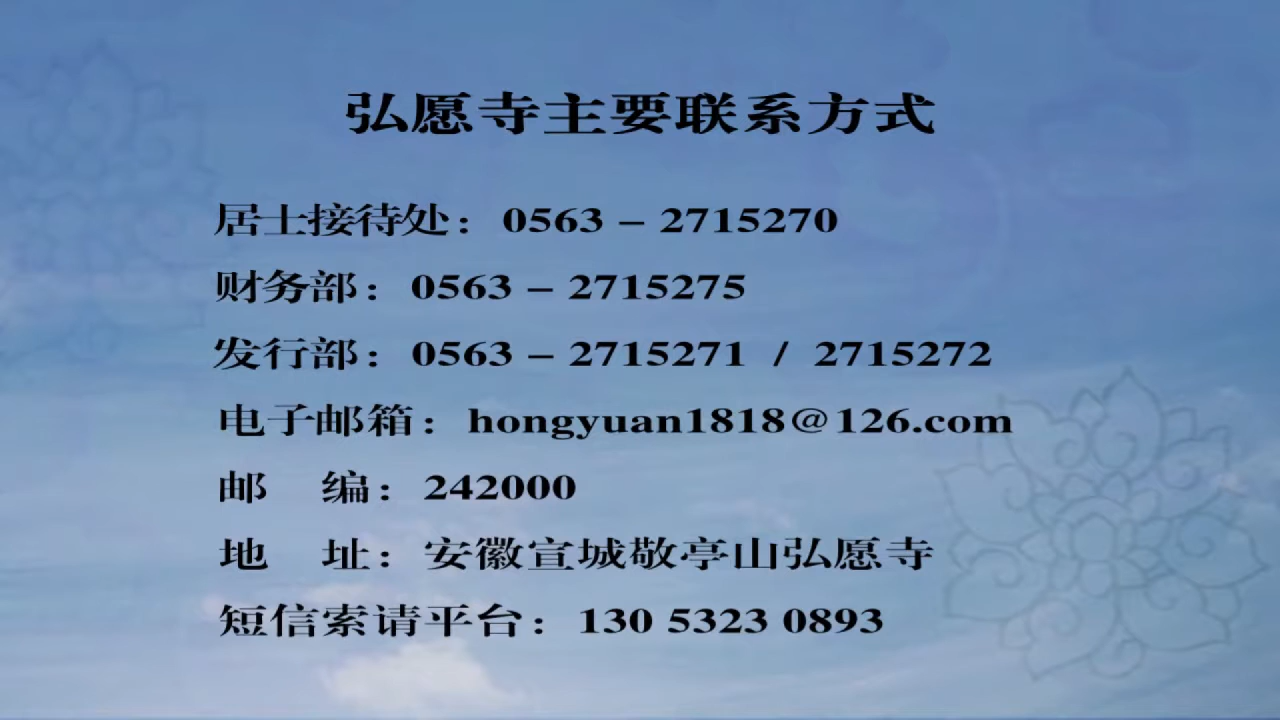 弘愿寺主要联系方式
居士接待处：0563 – 2715270
财务部：0563 – 2715275
发行部：0563 – 2715271 / 2715272
电子邮箱：hongyuan1818@126.com
邮　编：242000
地　址：安徽宣城敬亭山弘愿寺
短信索请平台：130 5323 0893